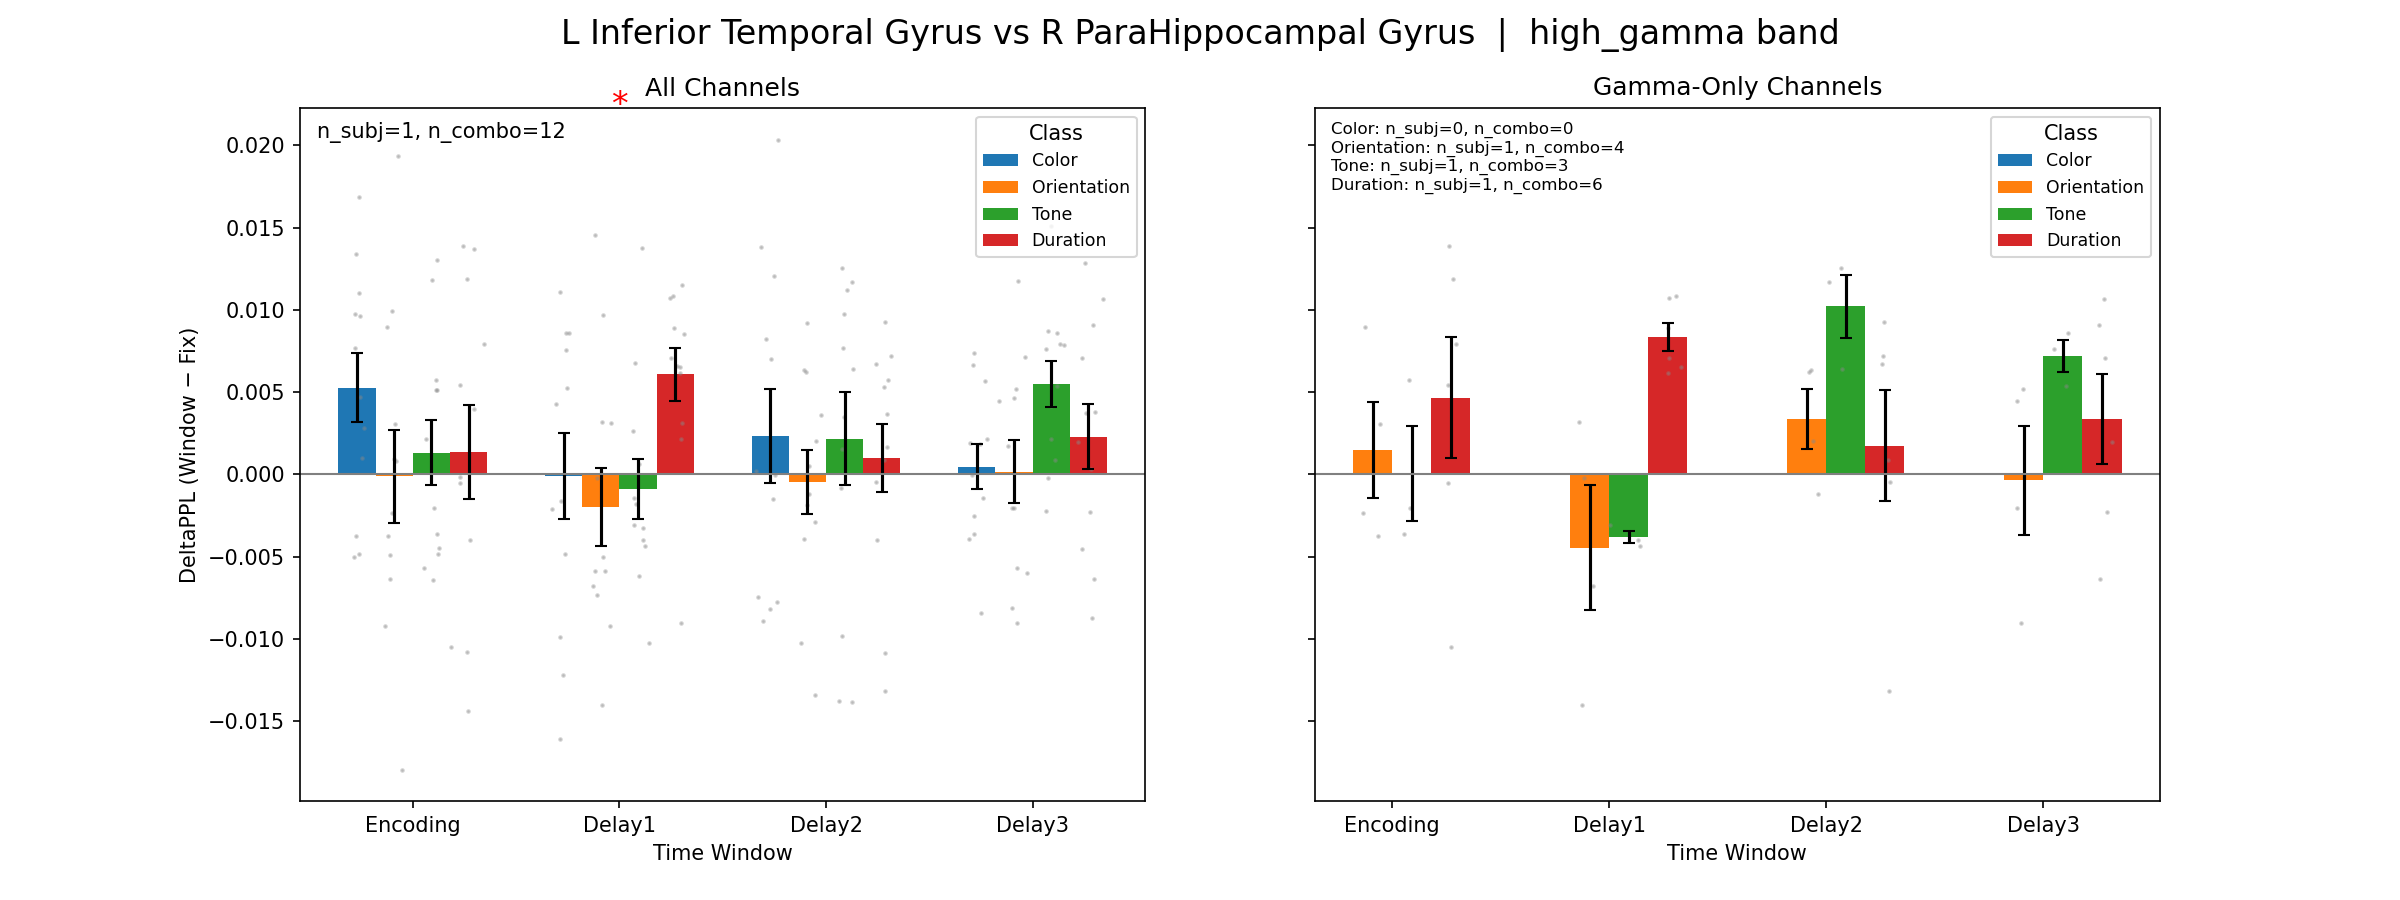 L Inferior Temporal Gyrus vs R ParaHippocampal Gyrus | high_gamma band
All Channels
*
n_subj=1, n_combo=12
Class
Color
Orientation
Tone
Duration
0.020
0.015
0.010
0.005
0.000
−0.005
−0.010
−0.015
DeltaPPL (Window − Fix)
Encoding
Delay1
Delay2
Delay3
Time Window
Gamma-Only Channels
Color: n_subj=0, n_combo=0
Orientation: n_subj=1, n_combo=4
Tone: n_subj=1, n_combo=3
Duration: n_subj=1, n_combo=6
Class
Color
Orientation
Tone
Duration
Encoding
Delay1
Delay2
Delay3
Time Window